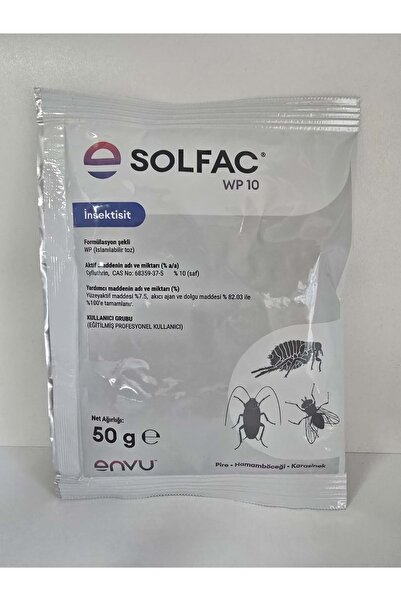 SOLFAC®
WP 10
İnsektisit
Formülasyon şekli
WP (Islanılabilir toz)
Aktif maddenin adı ve miktarı (% a/a)
Cyfluthrin, CAS No: 68359-37-5 % 10 (saf)
Yardımcı maddenin adı ve miktarı (%)
Yüzeyaktif maddesi %7.5, akıcı ajan ve dolgu maddesi % 82.03 ile
%100'e tamamlanır.
KULLANICI GRUBU
(EĞİTİLMİŞ PROFESYONEL KULLANICI)
Net Ağırlığı:
50 g ℮
envu™
Pire - Hamamböceği - Karasinek